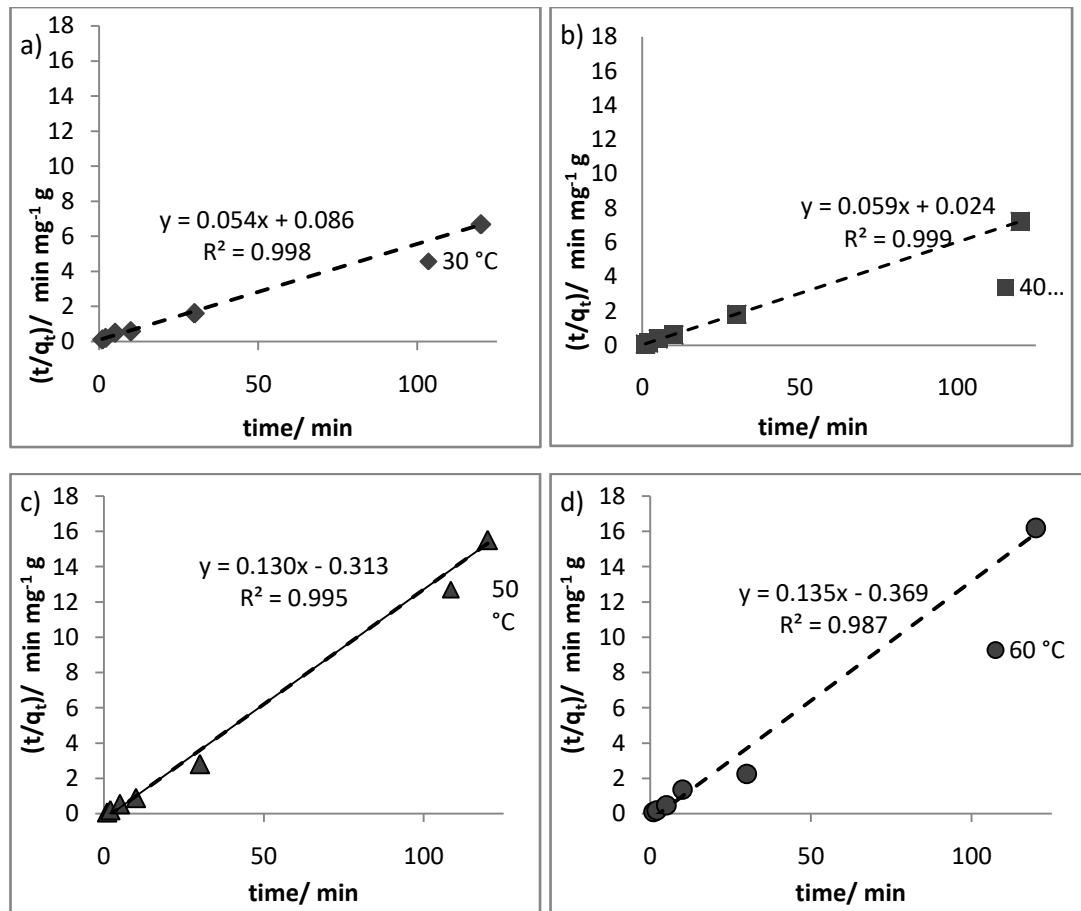 a)
18
16
14
12
10
8
6
4
2
0
(t/qt)/ min mg-1 g
y = 0.054x + 0.086
R² = 0.998
30 °C
0 50 100
time/ min
b)
18
16
14
12
10
8
6
4
2
0
(t/qt)/ min mg-1 g
y = 0.059x + 0.024
R² = 0.999
40...
0 50 100
time/ min
c)
18
16
14
12
10
8
6
4
2
0
(t/qt)/ min mg-1 g
y = 0.130x - 0.313
R² = 0.995
50
°C
0 50 100
time/ min
d)
18
16
14
12
10
8
6
4
2
0
(t/qt)/ min mg-1 g
y = 0.135x - 0.369
R² = 0.987
60 °C
0 50 100
time/ min